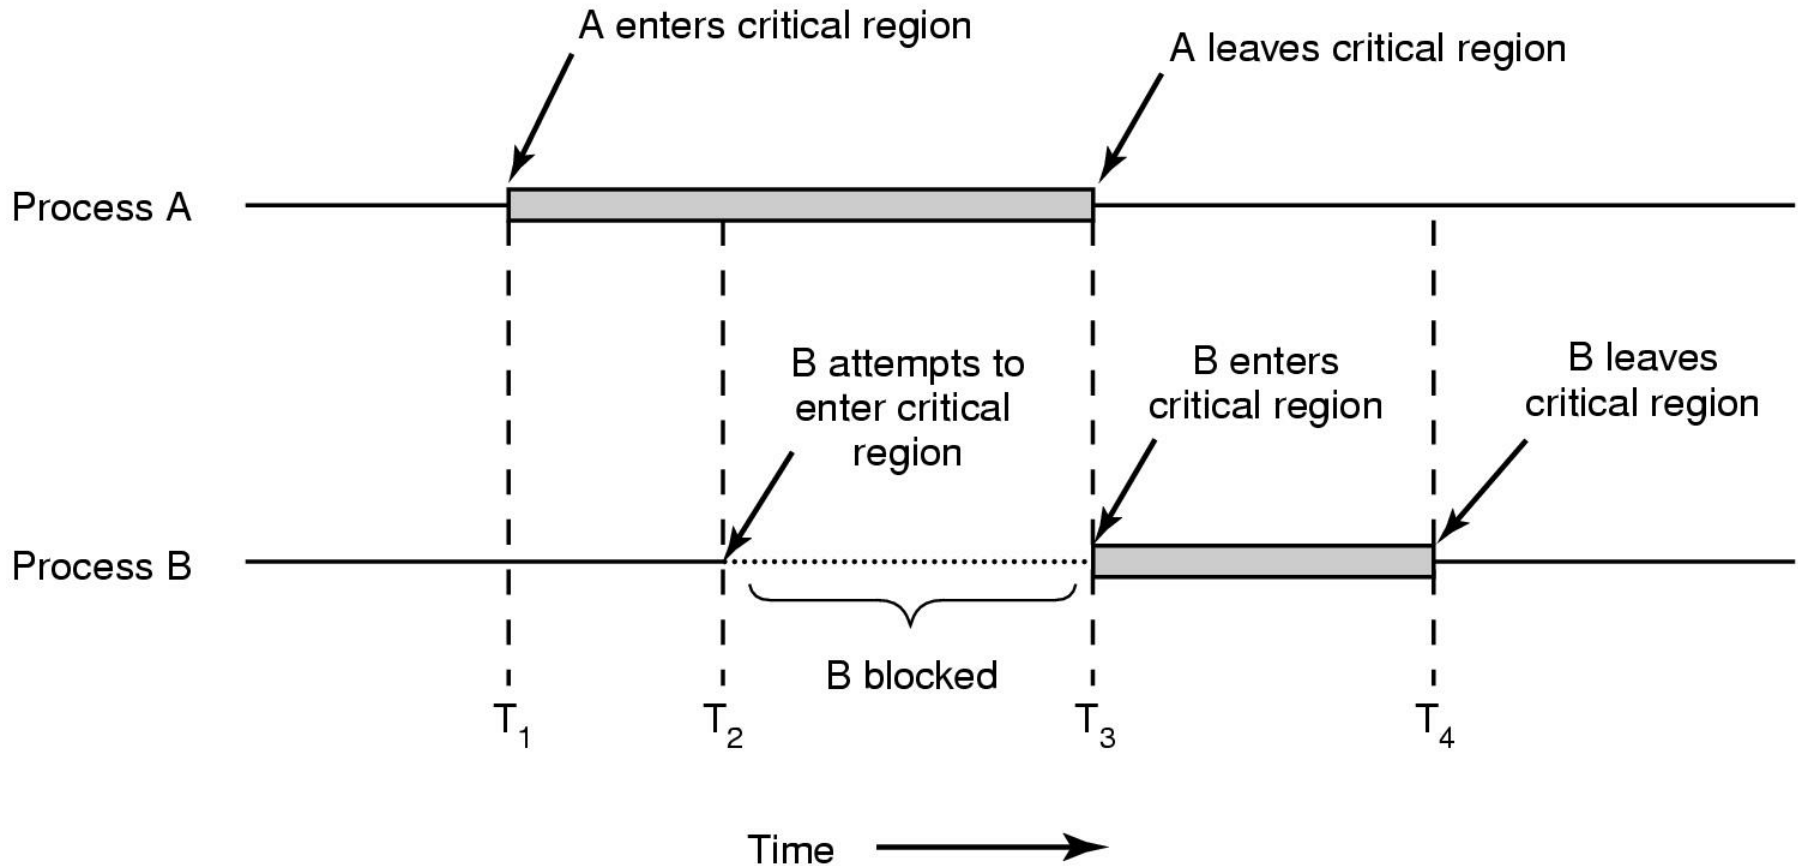 A enters critical region
A leaves critical region
Process A
B attempts to
enter critical
region
B enters
critical region
B leaves
critical region
Process B
B blocked
T1
T2
T3
T4
Time